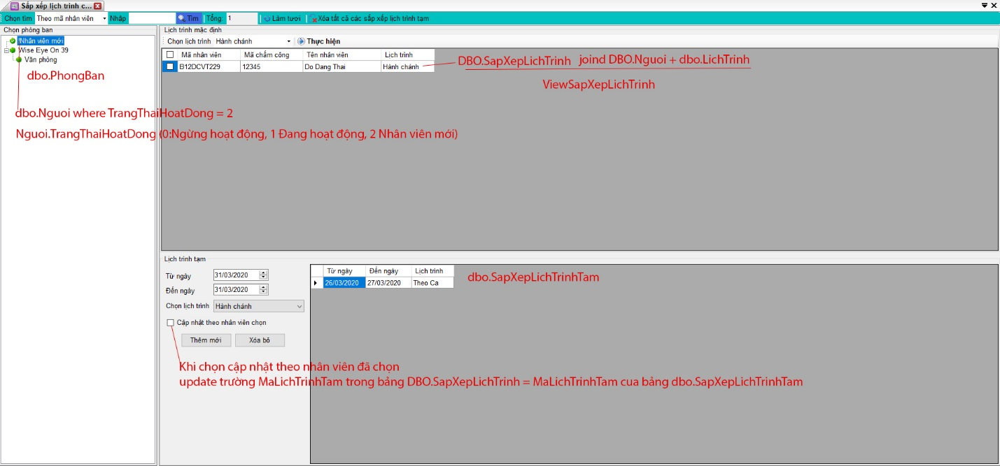 Sắp xếp lịch trình c...
Chọn tìm Theo mã nhân viên Nhập Tìm Tổng: 1 Làm tươi Xóa tất cả các sắp xếp lịch trình tạm
Chọn phòng ban
!Nhân viên mới
Wise Eye On 39
Văn phòng
dbo.PhongBan
dbo.Nguoi where TrangThaiHoatDong = 2
Nguoi.TrangThaiHoatDong (0:Ngừng hoạt động, 1 Đang hoạt động, 2 Nhân viên mới)
Lịch trình mặc định
Chọn lịch trình Hành chánh Thực hiện
Mã nhân viên Mã chấm công Tên nhân viên Lịch trình
B12DCVT229 12345 Do Dang Thai Hành chánh
DBO.SapXepLichTrinh joind DBO.Nguoi + dbo.LichTrinh
ViewSapXepLichTrinh
Lịch trình tạm
Từ ngày 31/03/2020
Đến ngày 31/03/2020
Chọn lịch trình Hành chánh
Cập nhật theo nhân viên chọn
Thêm mới Xóa bỏ
Từ ngày Đến ngày Lịch trình
26/03/2020 27/03/2020 Theo Ca
dbo.SapXepLichTrinhTam
Khi chọn cập nhật theo nhân viên đã chọn
update trường MaLichTrinhTam trong bảng DBO.SapXepLichTrinh = MaLichTrinhTam cua bảng dbo.SapXepLichTrinhTam